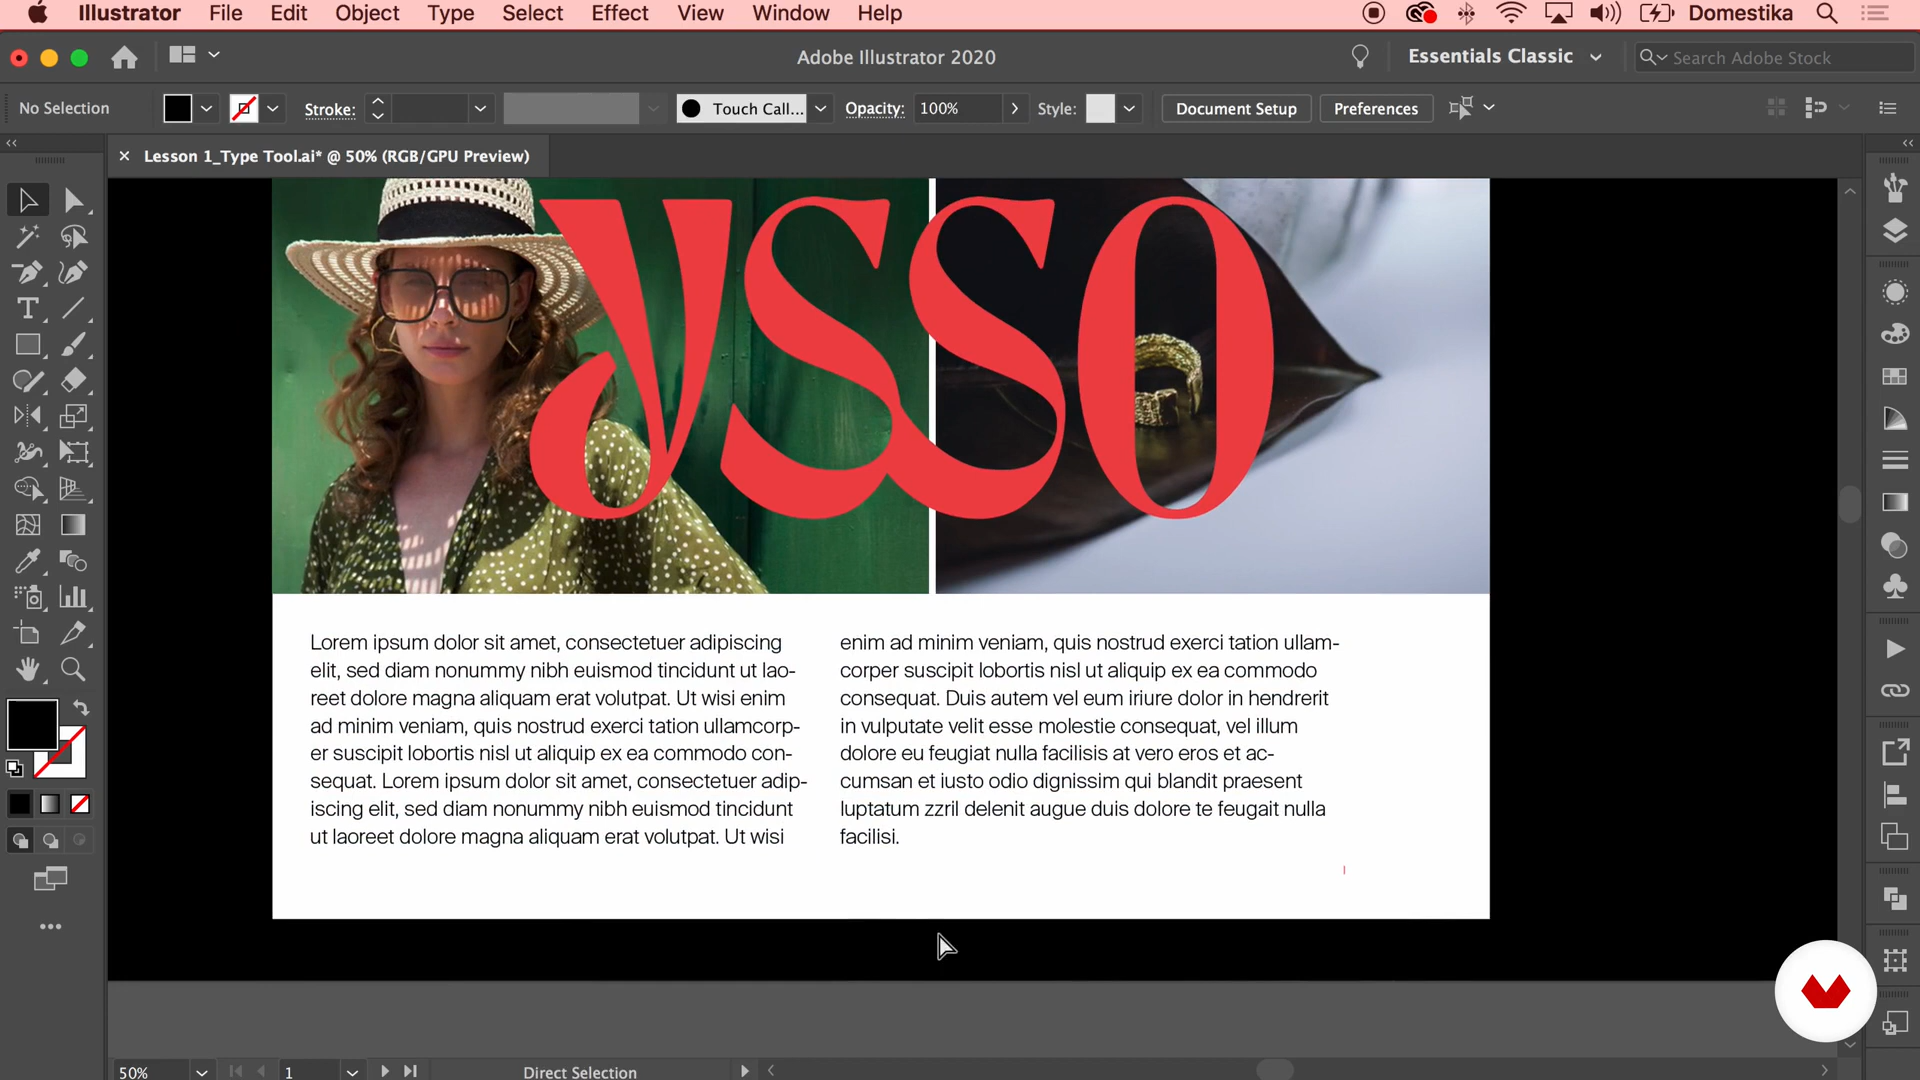 Illustrator File Edit Object Type Select Effect View Window Help Domestika
Adobe Illustrator 2020
Essentials Classic
Search Adobe Stock
No Selection
Stroke:
Touch Call...
Opacity: 100%
Style:
Document Setup
Preferences
Lesson 1_Type Tool.ai* @ 50% (RGB/GPU Preview)
ysso
Lorem ipsum dolor sit amet, consectetuer adipiscing
elit, sed diam nonummy nibh euismod tincidunt ut lao-
reet dolore magna aliquam erat volutpat. Ut wisi enim
ad minim veniam, quis nostrud exerci tation ullamcorp-
er suscipit lobortis nisl ut aliquip ex ea commodo con-
sequat. Lorem ipsum dolor sit amet, consectetuer adip-
iscing elit, sed diam nonummy nibh euismod tincidunt
ut laoreet dolore magna aliquam erat volutpat. Ut wisi
enim ad minim veniam, quis nostrud exerci tation ullam-
corper suscipit lobortis nisl ut aliquip ex ea commodo
consequat. Duis autem vel eum iriure dolor in hendrerit
in vulputate velit esse molestie consequat, vel illum
dolore eu feugiat nulla facilisis at vero eros et ac-
cumsan et iusto odio dignissim qui blandit praesent
luptatum zzril delenit augue duis dolore te feugait nulla
facilisi.
50%
1
Direct Selection